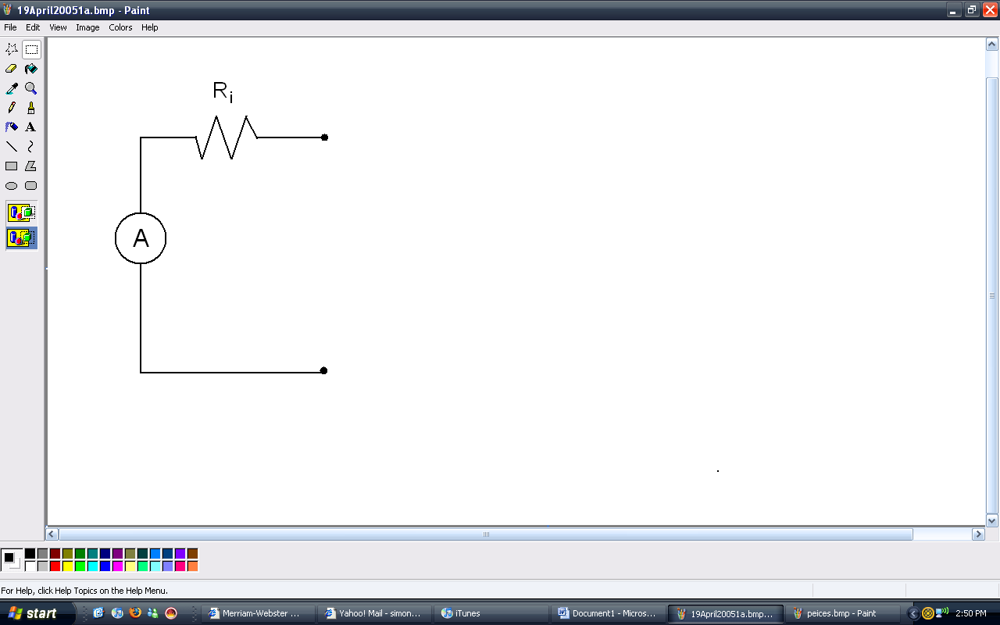 19April20051a.bmp - Paint
File Edit View Image Colors Help
A
Ri
A
For Help, click Help Topics on the Help Menu.
start
Merriam-Webster ...
Yahoo! Mail - simon...
iTunes
Document1 - Micros...
19April20051a.bmp...
peices.bmp - Paint
2:50 PM